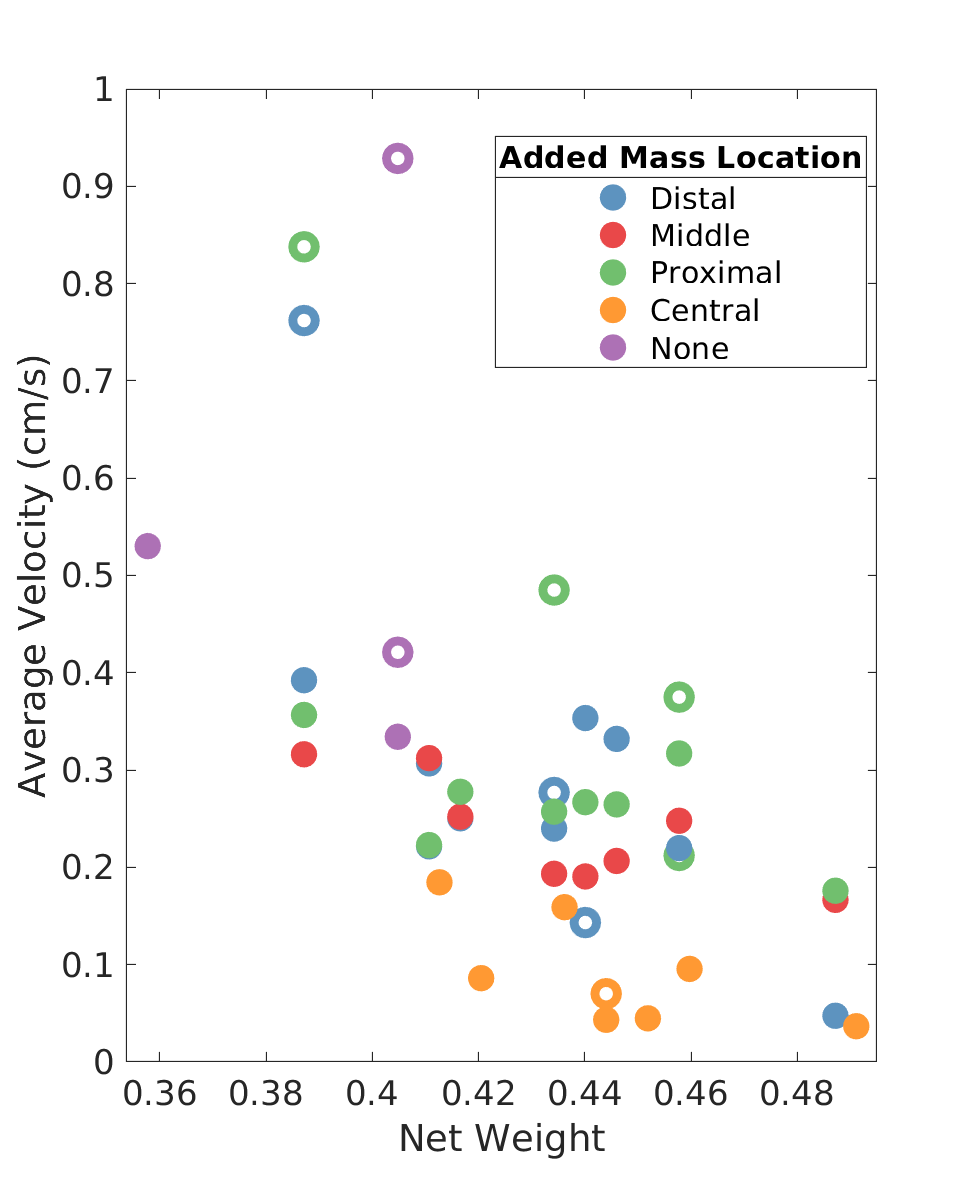 1
0.9
0.8
0.7
0.6
0.5
0.4
0.3
0.2
0.1
0
Average Velocity (cm/s)
Added Mass Location
Distal
Middle
Proximal
Central
None
0.36 0.38 0.4 0.42 0.44 0.46 0.48
Net Weight